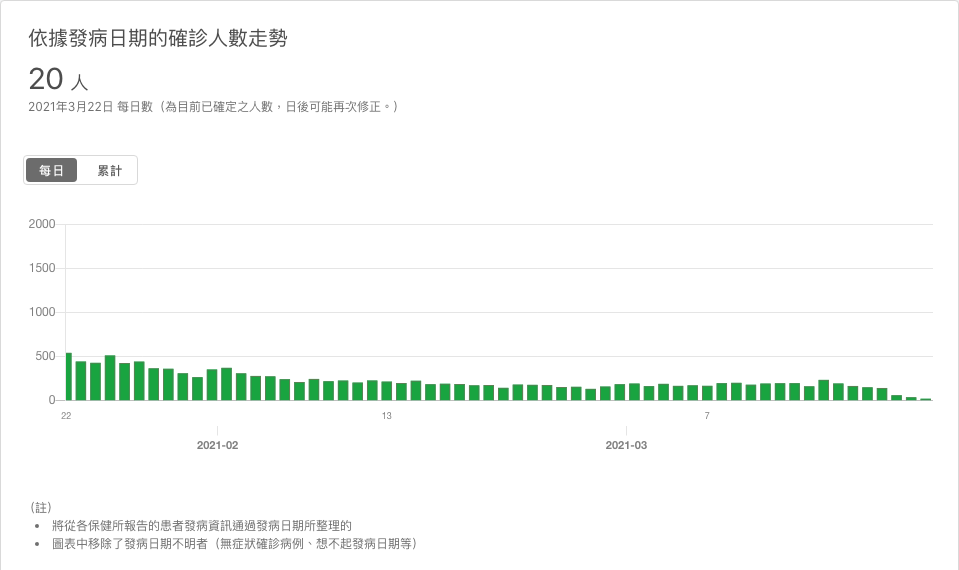 依據發病日期的確診人數走勢
20 人
2021年3月22日 每日數（為目前已確定之人數，日後可能再次修正。）
每日 累計
2000
1500
1000
500
0
22 13 7
2021-02 2021-03
（註）
• 將從各保健所報告的患者發病資訊通過發病日期所整理的
• 圖表中移除了發病日期不明者（無症狀確診病例、想不起發病日期等）